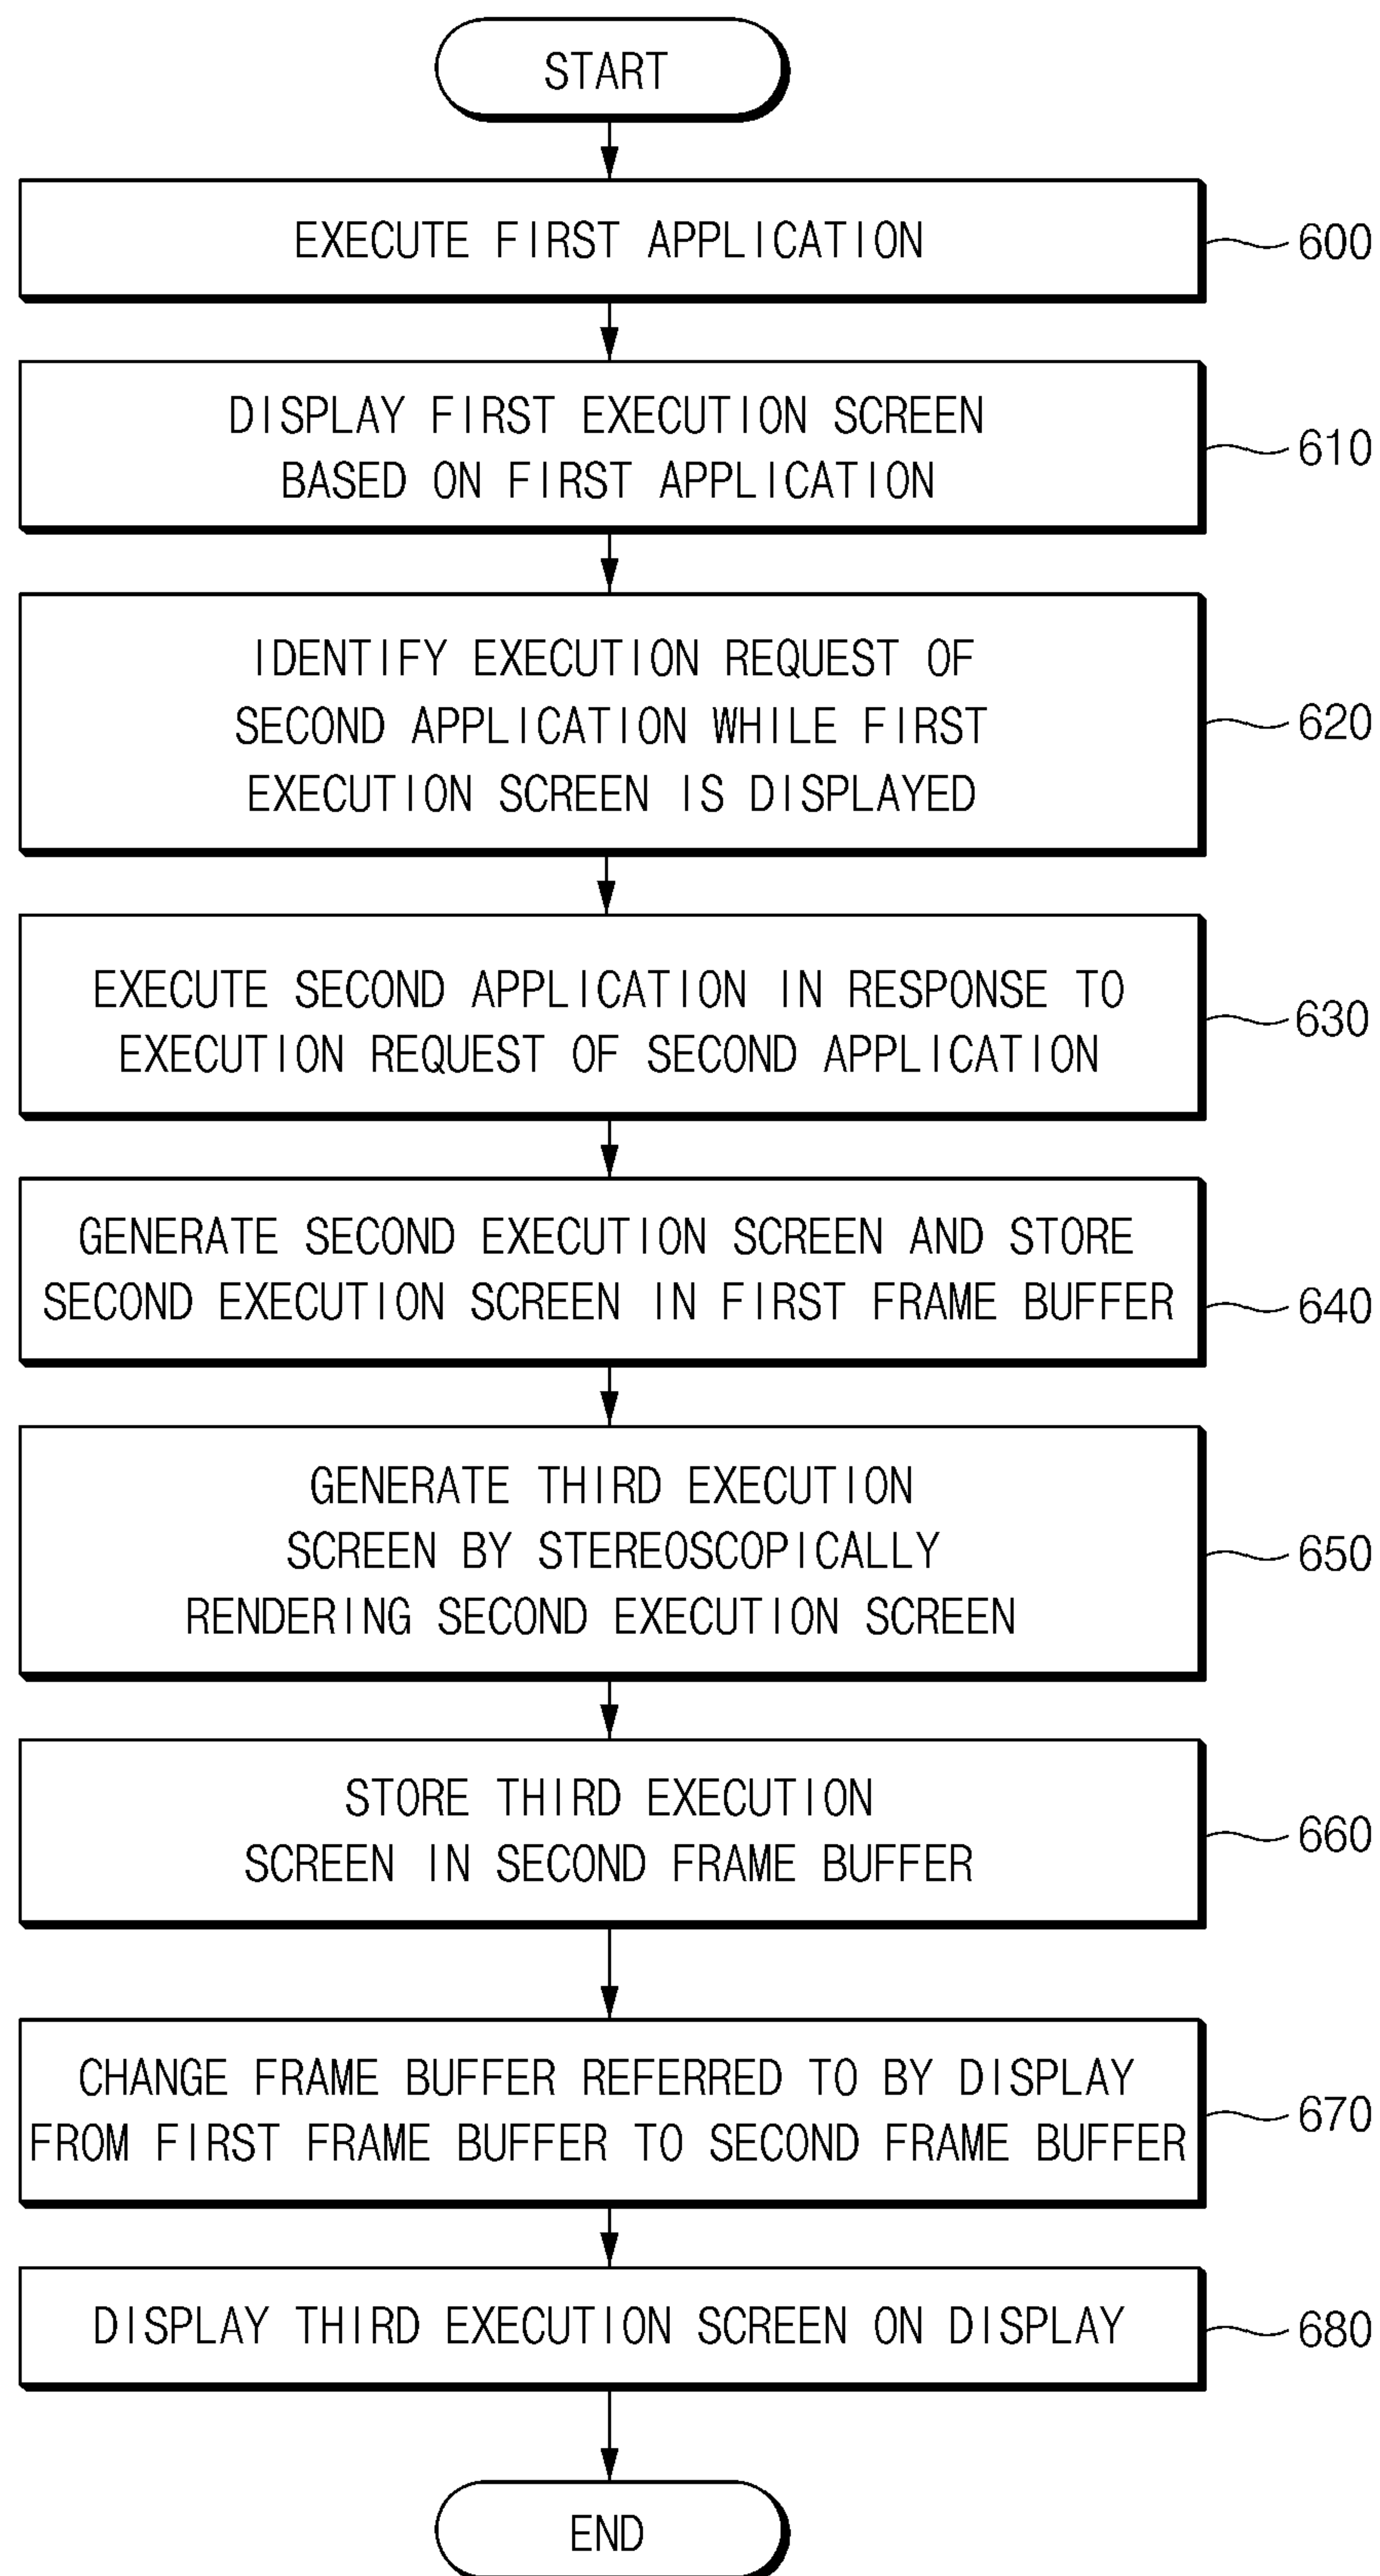 START
EXECUTE FIRST APPLICATION
600
DISPLAY FIRST EXECUTION SCREEN
BASED ON FIRST APPLICATION
610
IDENTIFY EXECUTION REQUEST OF
SECOND APPLICATION WHILE FIRST
EXECUTION SCREEN IS DISPLAYED
620
EXECUTE SECOND APPLICATION IN RESPONSE TO
EXECUTION REQUEST OF SECOND APPLICATION
630
GENERATE SECOND EXECUTION SCREEN AND STORE
SECOND EXECUTION SCREEN IN FIRST FRAME BUFFER
640
GENERATE THIRD EXECUTION
SCREEN BY STEREOSCOPICALLY
RENDERING SECOND EXECUTION SCREEN
650
STORE THIRD EXECUTION
SCREEN IN SECOND FRAME BUFFER
660
CHANGE FRAME BUFFER REFERRED TO BY DISPLAY
FROM FIRST FRAME BUFFER TO SECOND FRAME BUFFER
670
DISPLAY THIRD EXECUTION SCREEN ON DISPLAY
680
END